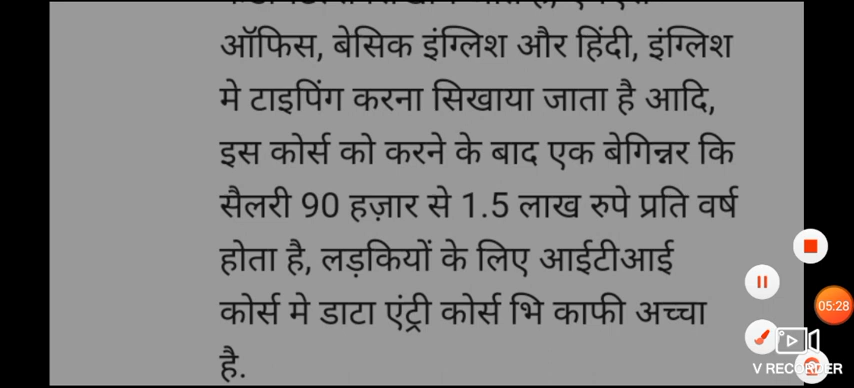 ऑफिस, बेसिक इंग्लिश और हिंदी, इंग्लिश
मे टाइपिंग करना सिखाया जाता है आदि,
इस कोर्स को करने के बाद एक बेगिन्नर कि
सैलरी 90 हज़ार से 1.5 लाख रुपे प्रति वर्ष
होता है, लड़कियों के लिए आईटीआई
कोर्स मे डाटा एंट्री कोर्स भि काफी अच्चा
है.
05:28
V RECORDER